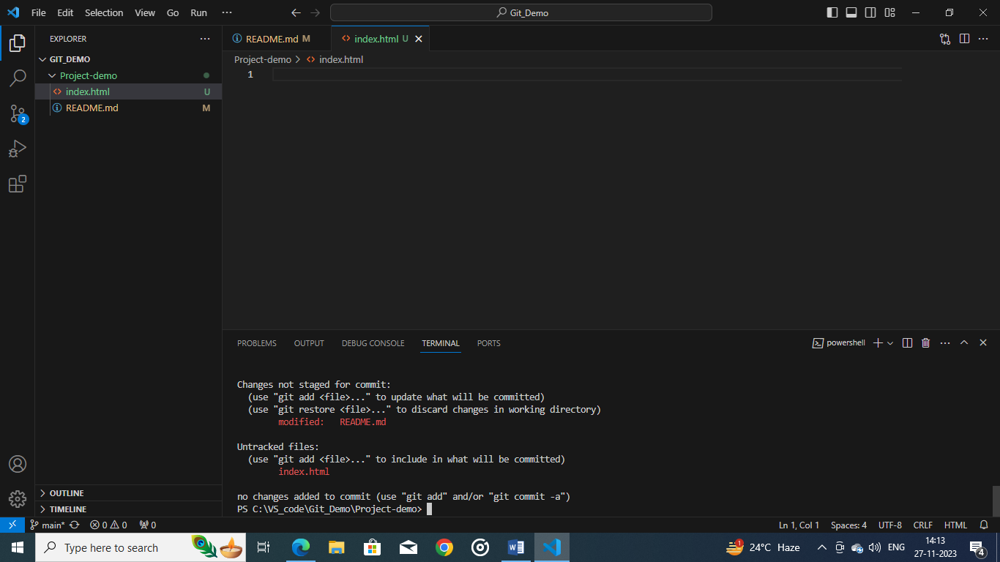 File Edit Selection View Go Run ···
Git_Demo
EXPLORER ···
GIT_DEMO
Project-demo
index.html U
README.md M
OUTLINE
TIMELINE
2
README.md M index.html U
Project-demo > index.html
1
PROBLEMS OUTPUT DEBUG CONSOLE TERMINAL PORTS
powershell
Changes not staged for commit:
(use "git add <file>..." to update what will be committed)
(use "git restore <file>..." to discard changes in working directory)
modified: README.md
Untracked files:
(use "git add <file>..." to include in what will be committed)
index.html
no changes added to commit (use "git add" and/or "git commit -a")
PS C:\VS_code\Git_Demo\Project-demo>
main* 0 0 0
Ln 1, Col 1 Spaces: 4 UTF-8 CRLF HTML
Type here to search
1
24°C Haze
ENG
14:13
27-11-2023
4